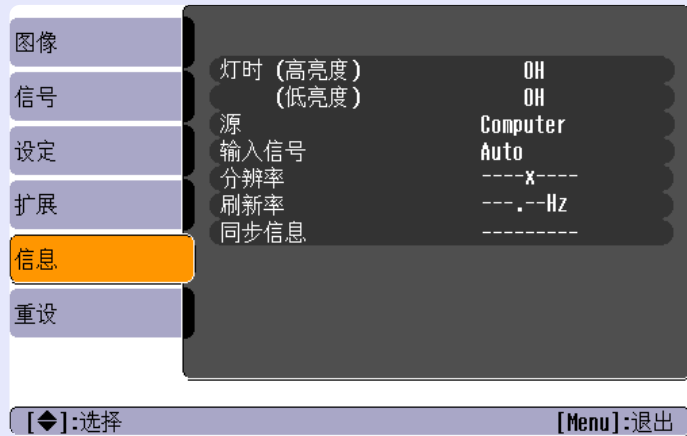 图像
信号
设定
扩展
信息
重设
灯时 (高亮度) 0H
(低亮度) 0H
源 Computer
输入信号 Auto
分辨率 ----x----
刷新率 ---.--Hz
同步信息 ---------
[◆]:选择 [Menu]:退出